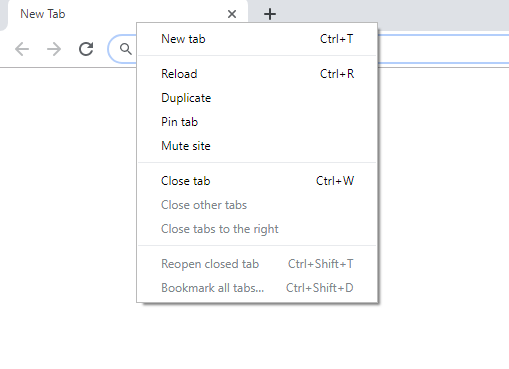 New Tab
New tab Ctrl+T
Reload Ctrl+R
Duplicate
Pin tab
Mute site
Close tab Ctrl+W
Close other tabs
Close tabs to the right
Reopen closed tab Ctrl+Shift+T
Bookmark all tabs... Ctrl+Shift+D